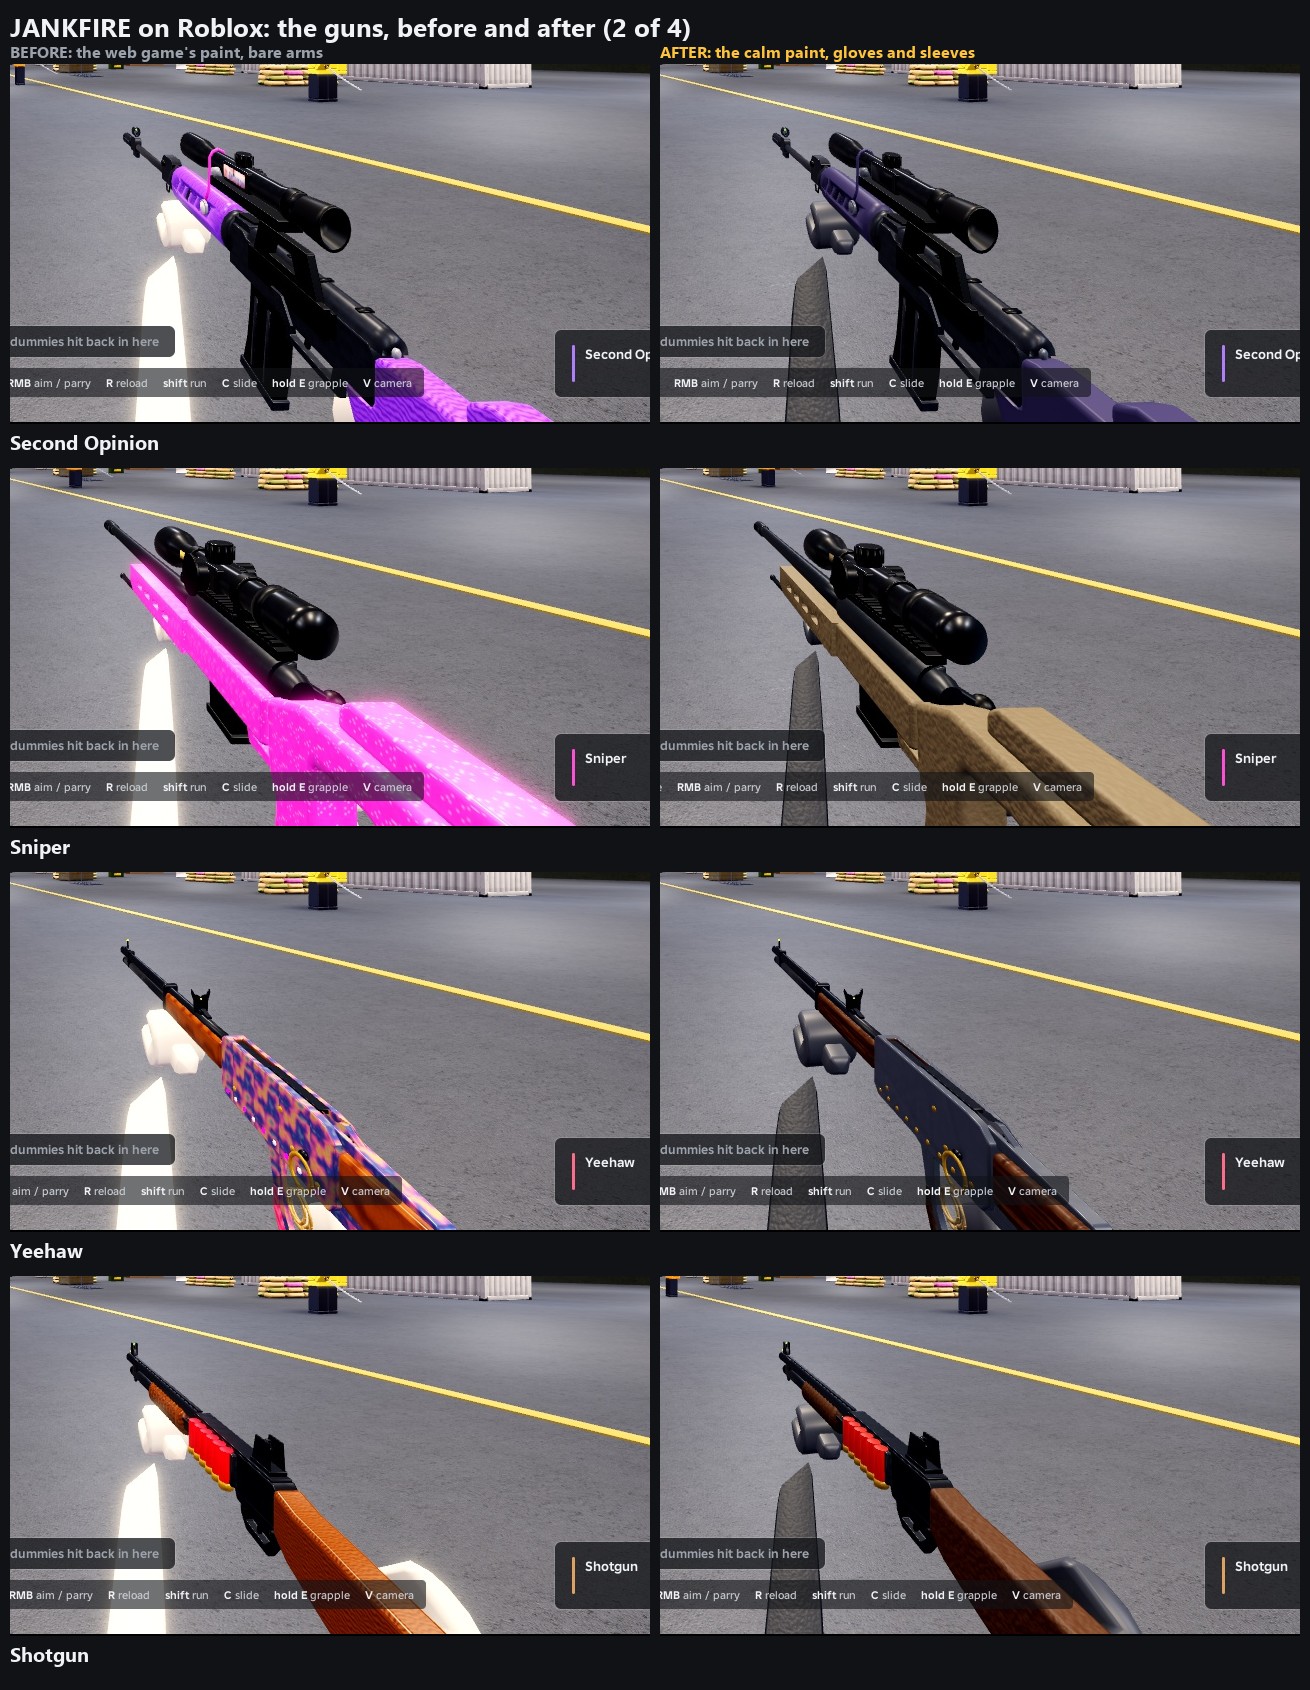 JANKFIRE on Roblox: the guns, before and after (2 of 4)
BEFORE: the web game's paint, bare arms
AFTER: the calm paint, gloves and sleeves
dummies hit back in here
Second Op
RMB aim / parry R reload shift run C slide hold E grapple V camera
dummies hit back in here
Second Op
RMB aim / parry R reload shift run C slide hold E grapple V camera
Second Opinion
dummies hit back in here
Sniper
RMB aim / parry R reload shift run C slide hold E grapple V camera
dummies hit back in here
Sniper
RMB aim / parry R reload shift run C slide hold E grapple V camera
Sniper
dummies hit back in here
Yeehaw
aim / parry R reload shift run C slide hold E grapple V camera
dummies hit back in here
Yeehaw
MB aim / parry R reload shift run C slide hold E grapple V camera
Yeehaw
dummies hit back in here
Shotgun
RMB aim / parry R reload shift run C slide hold E grapple V camera
dummies hit back in here
Shotgun
RMB aim / parry R reload shift run C slide hold E grapple V camera
Shotgun